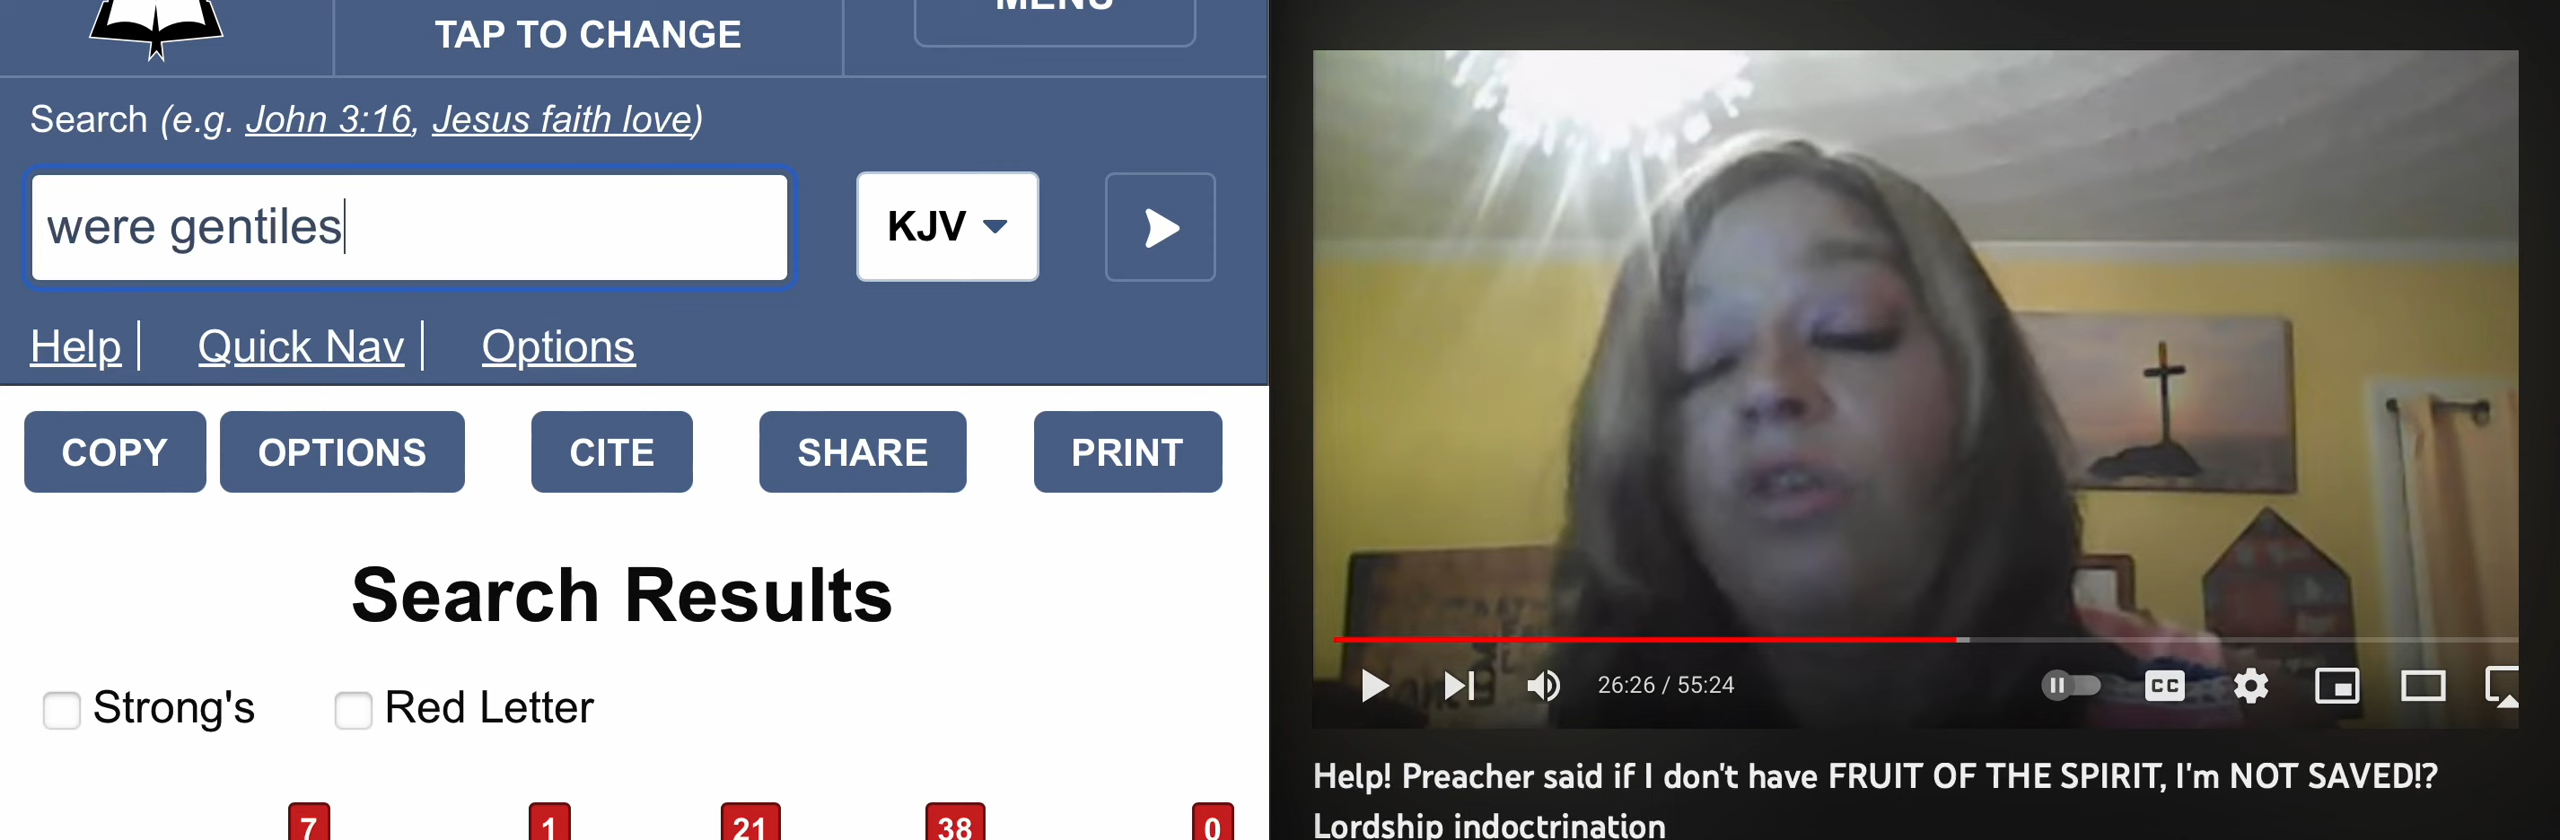 TAP TO CHANGE
MENU
Search (e.g. John 3:16, Jesus faith love)
were gentiles
KJV
Help
Quick Nav
Options
COPY
OPTIONS
CITE
SHARE
PRINT
Search Results
Strong's
Red Letter
7
1
21
38
0
26:26 / 55:24
CC
Help! Preacher said if I don't have FRUIT OF THE SPIRIT, I'm NOT SAVED!?
Lordship indoctrination